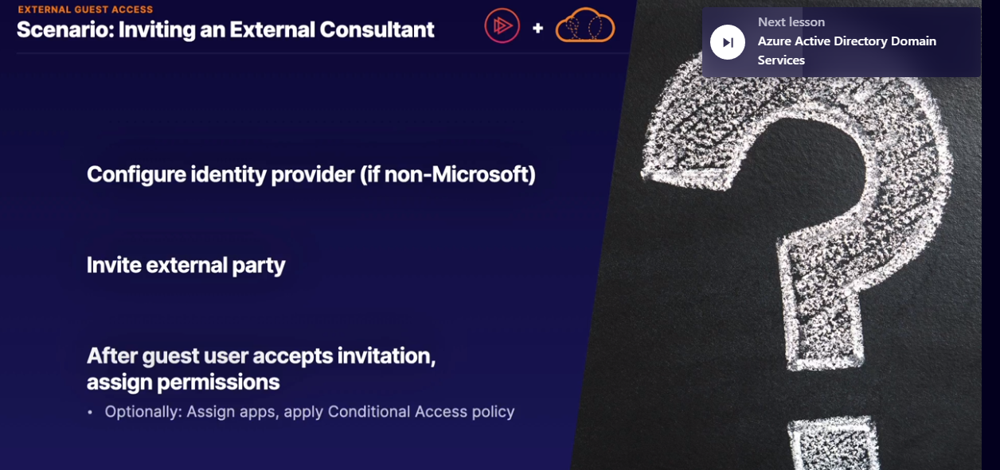 EXTERNAL GUEST ACCESS
Scenario: Inviting an External Consultant
+
Next lesson
Azure Active Directory Domain
Services
Configure identity provider (if non-Microsoft)
Invite external party
After guest user accepts invitation,
assign permissions
• Optionally: Assign apps, apply Conditional Access policy
?